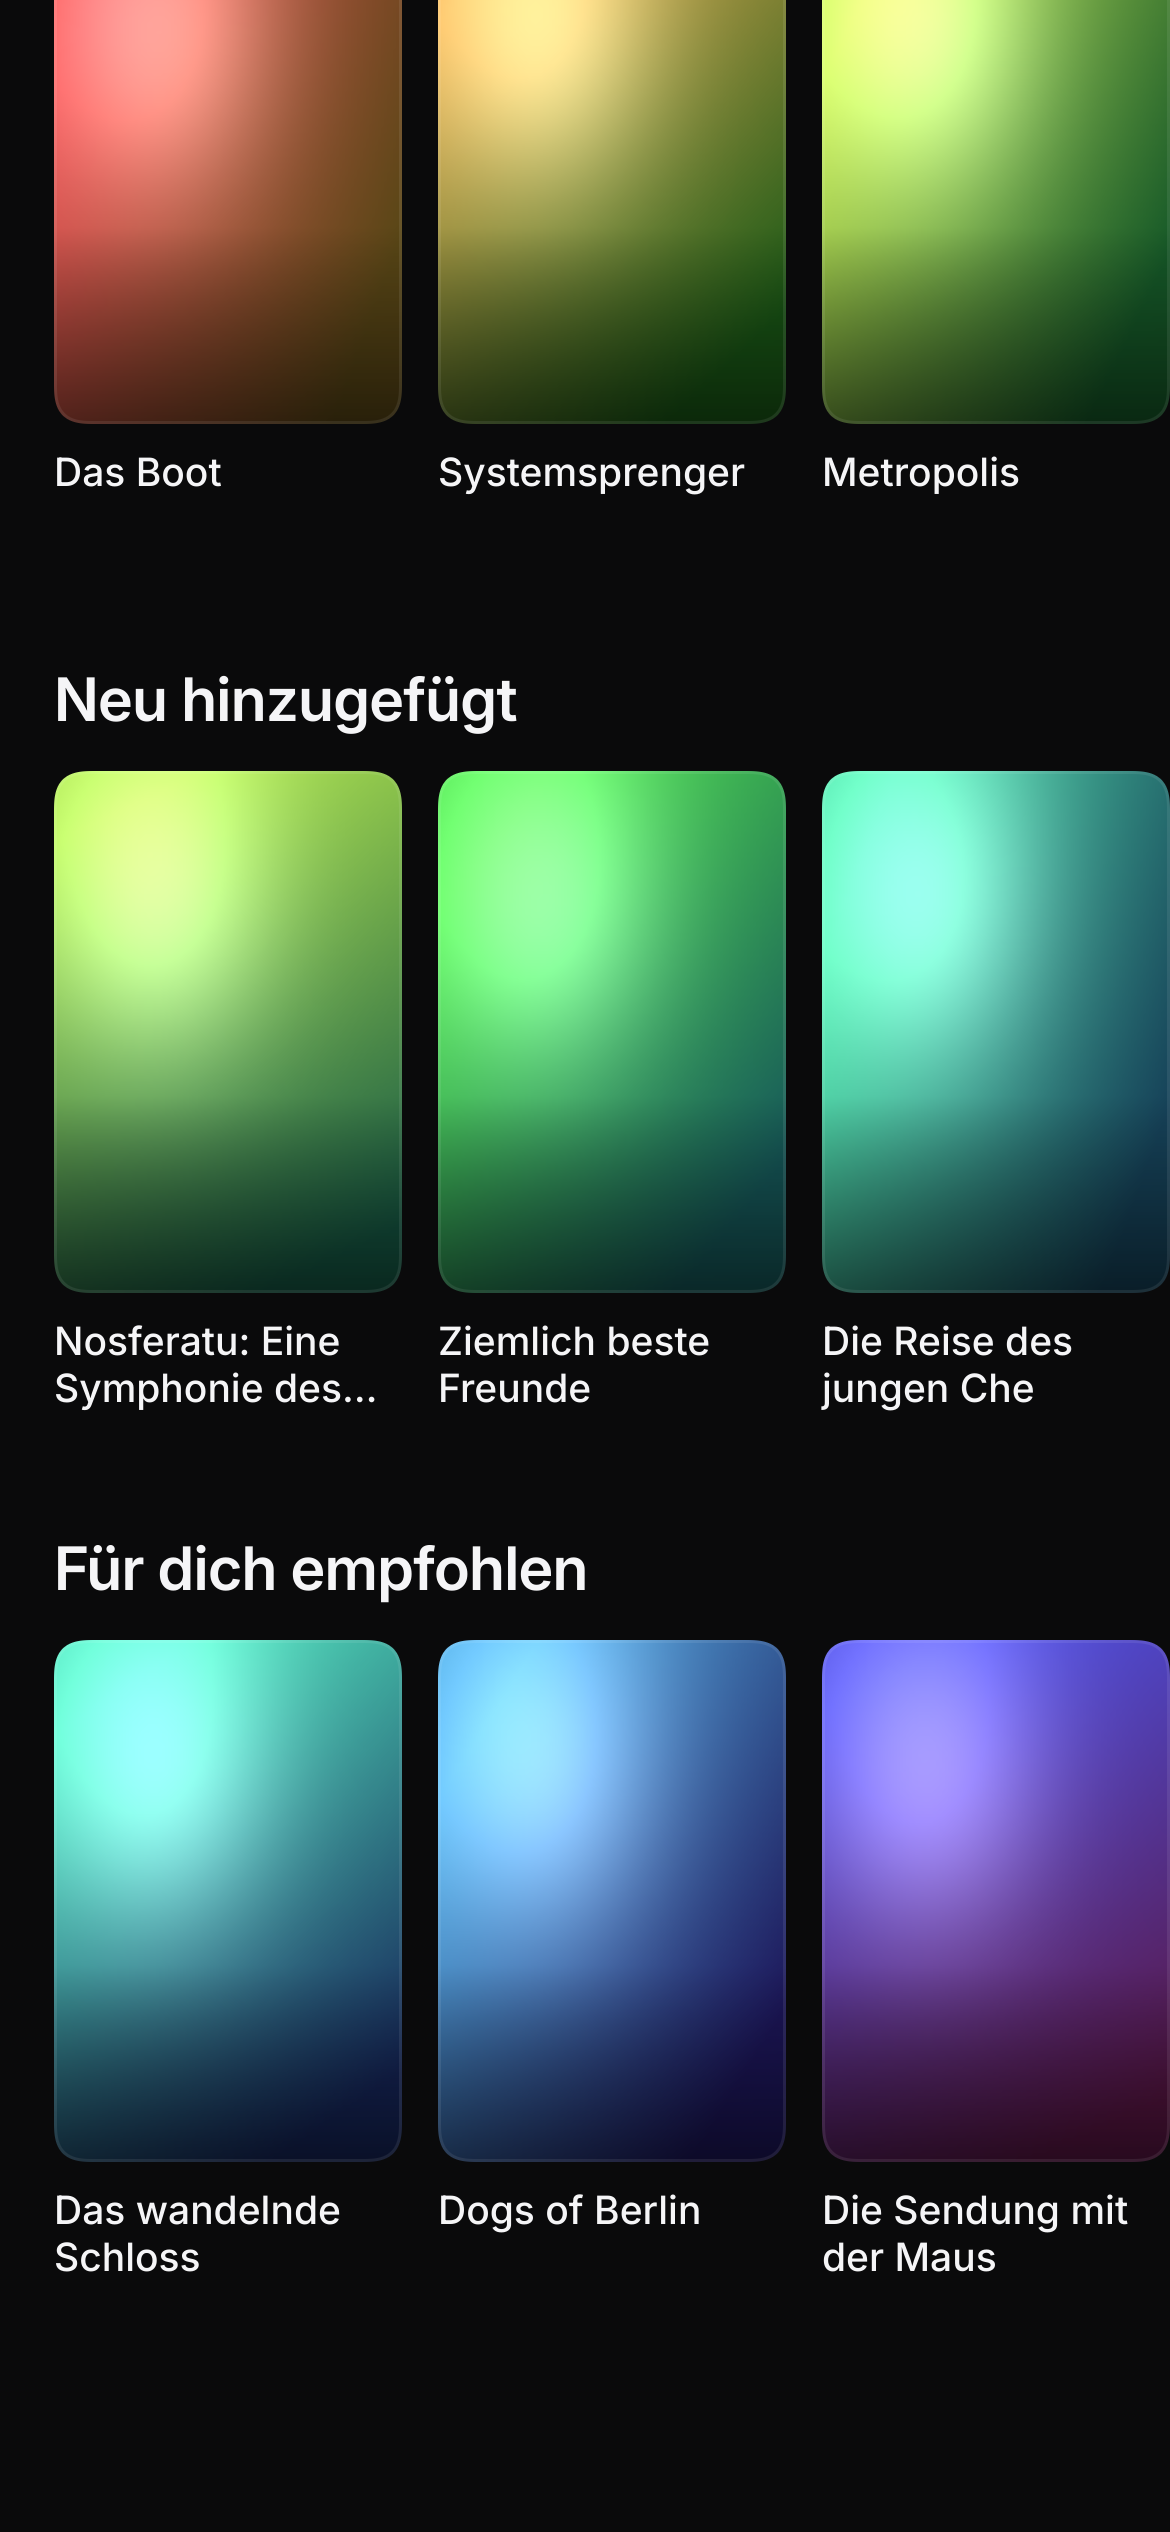 Das Boot
Systemsprenger
Metropolis
Neu hinzugefügt
Nosferatu: Eine
Symphonie des...
Ziemlich beste
Freunde
Die Reise des
jungen Che
Für dich empfohlen
Das wandelnde
Schloss
Dogs of Berlin
Die Sendung mit
der Maus